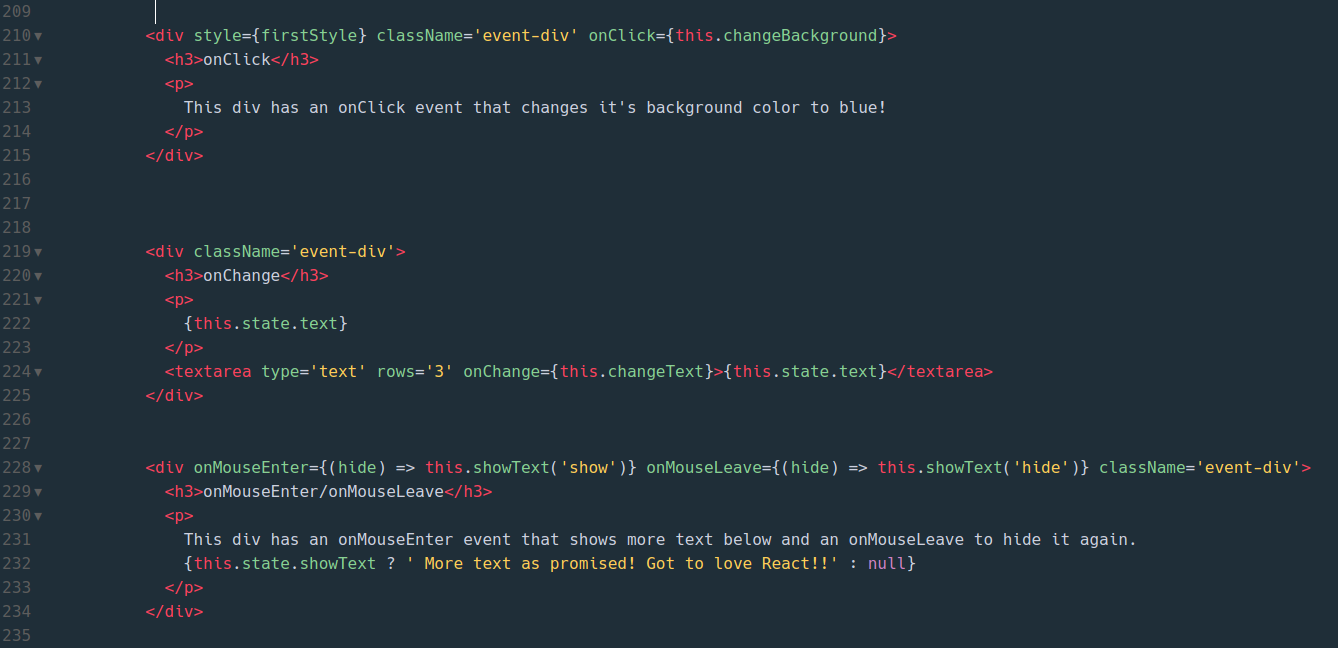 209
210 <div style={firstStyle} className='event-div' onClick={this.changeBackground}>
211 <h3>onClick</h3>
212 <p>
213 This div has an onClick event that changes it's background color to blue!
214 </p>
215 </div>
216
217
218
219 <div className='event-div'>
220 <h3>onChange</h3>
221 <p>
222 {this.state.text}
223 </p>
224 <textarea type='text' rows='3' onChange={this.changeText}>{this.state.text}</textarea>
225 </div>
226
227
228 <div onMouseEnter={(hide) => this.showText('show')} onMouseLeave={(hide) => this.showText('hide')} className='event-div'>
229 <h3>onMouseEnter/onMouseLeave</h3>
230 <p>
231 This div has an onMouseEnter event that shows more text below and an onMouseLeave to hide it again.
232 {this.state.showText ? ' More text as promised! Got to love React!!' : null}
233 </p>
234 </div>
235